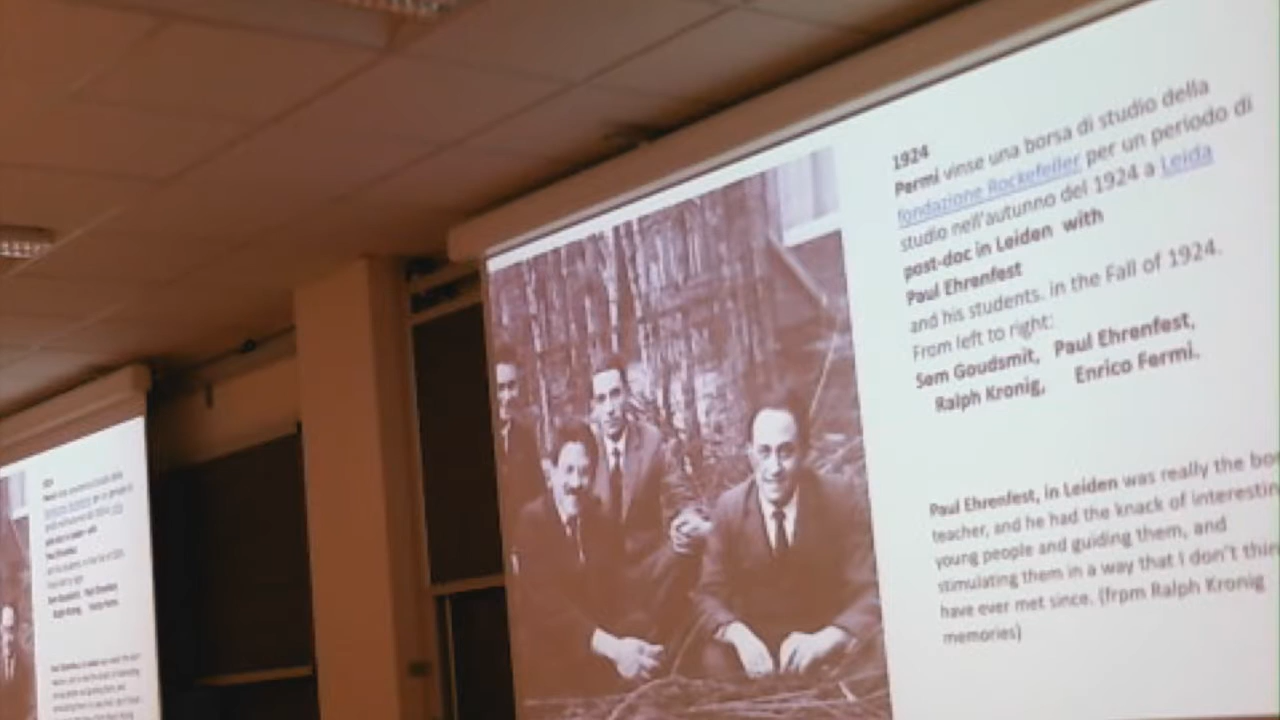 1924
Fermi vinse una borsa di studio della
fondazione Rockefeller per un periodo di
studio nell'autunno del 1924 a Leida
post-doc in Leiden with
Paul Ehrenfest
and his students. in the Fall of 1924.
From left to right:
Sem Goudsmit, Paul Ehrenfest,
Ralph Kronig, Enrico Fermi.
Paul Ehrenfest, in Leiden was really the
teacher, and he had the knack of interestin
young people and guiding them, and
stimulating them in a way that I don't thin
have ever met since. (frpm Ralph Kronig
memories)